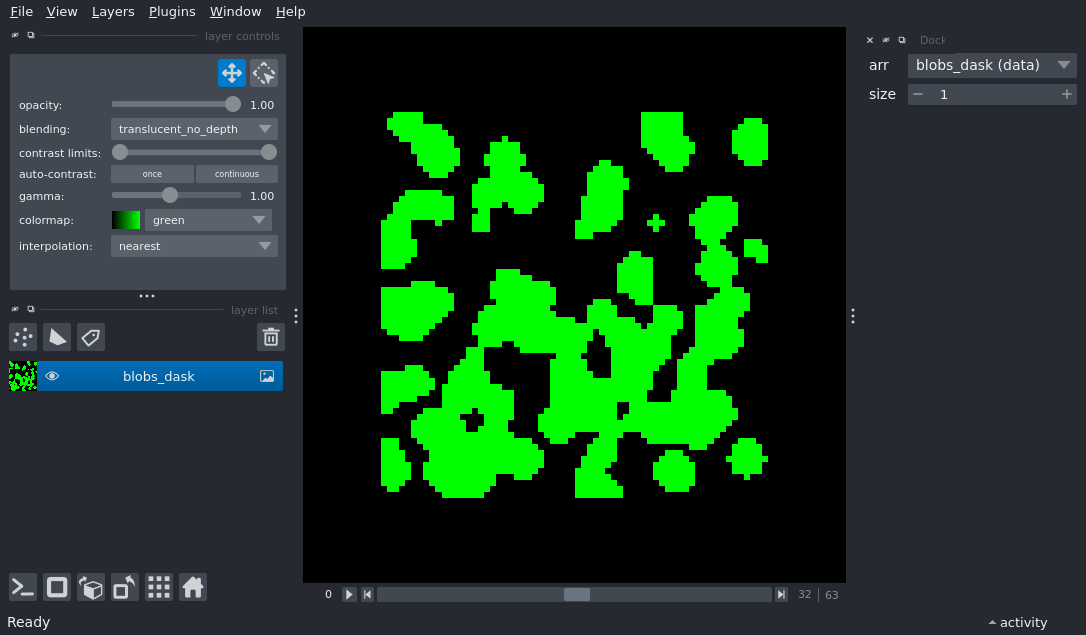 File View Layers Plugins Window Help
layer controls
opacity: 1.00
blending: translucent_no_depth
contrast limits:
auto-contrast: once continuous
gamma: 1.00
colormap: green
interpolation: nearest
layer list
blobs_dask
0 32 63
Dock
arr blobs_dask (data)
size 1
Ready
activity